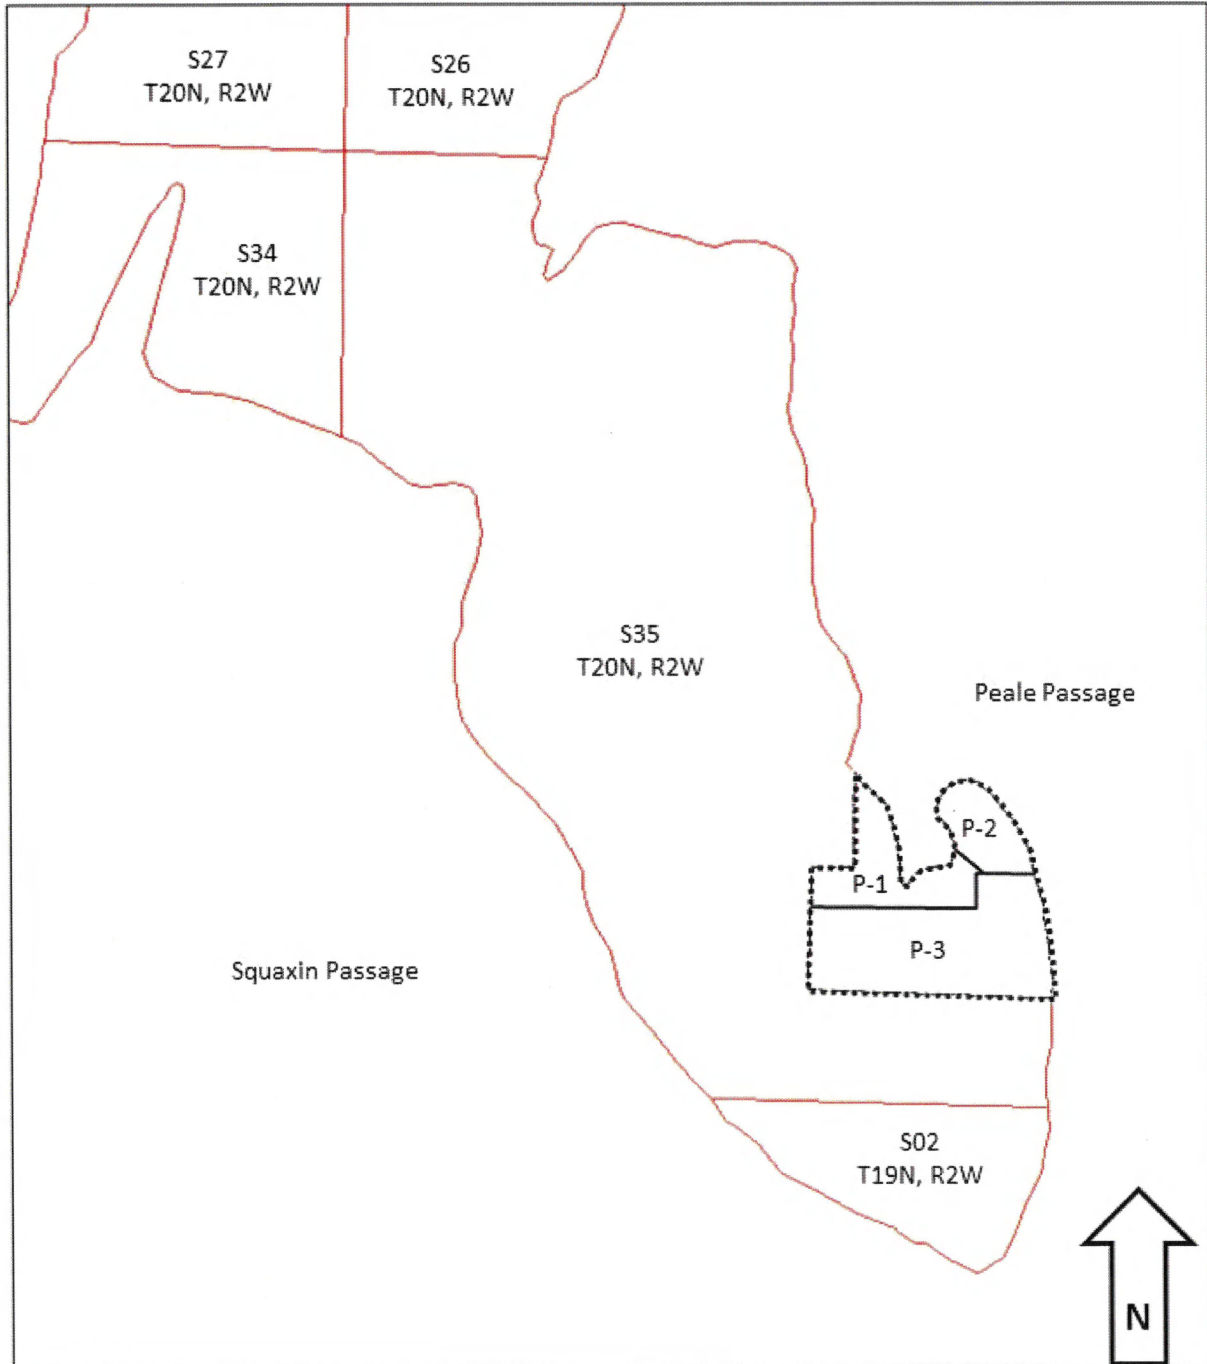 S27
T20N, R2W
S26
T20N, R2W
S34
T20N, R2W
S35
T20N, R2W
Peale Passage
P-2
P-1
P-3
Squaxin Passage
S02
T19N, R2W
N